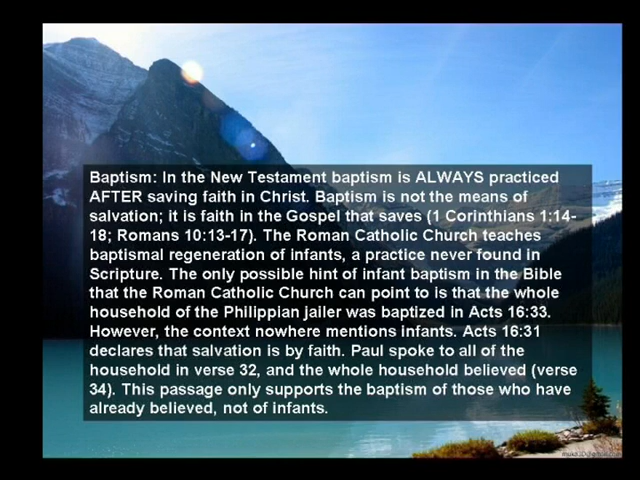 Baptism: In the New Testament baptism is ALWAYS practiced
AFTER saving faith in Christ. Baptism is not the means of
salvation; it is faith in the Gospel that saves (1 Corinthians 1:14-
18; Romans 10:13-17). The Roman Catholic Church teaches
baptismal regeneration of infants, a practice never found in
Scripture. The only possible hint of infant baptism in the Bible
that the Roman Catholic Church can point to is that the whole
household of the Philippian jailer was baptized in Acts 16:33.
However, the context nowhere mentions infants. Acts 16:31
declares that salvation is by faith. Paul spoke to all of the
household in verse 32, and the whole household believed (verse
34). This passage only supports the baptism of those who have
already believed, not of infants.